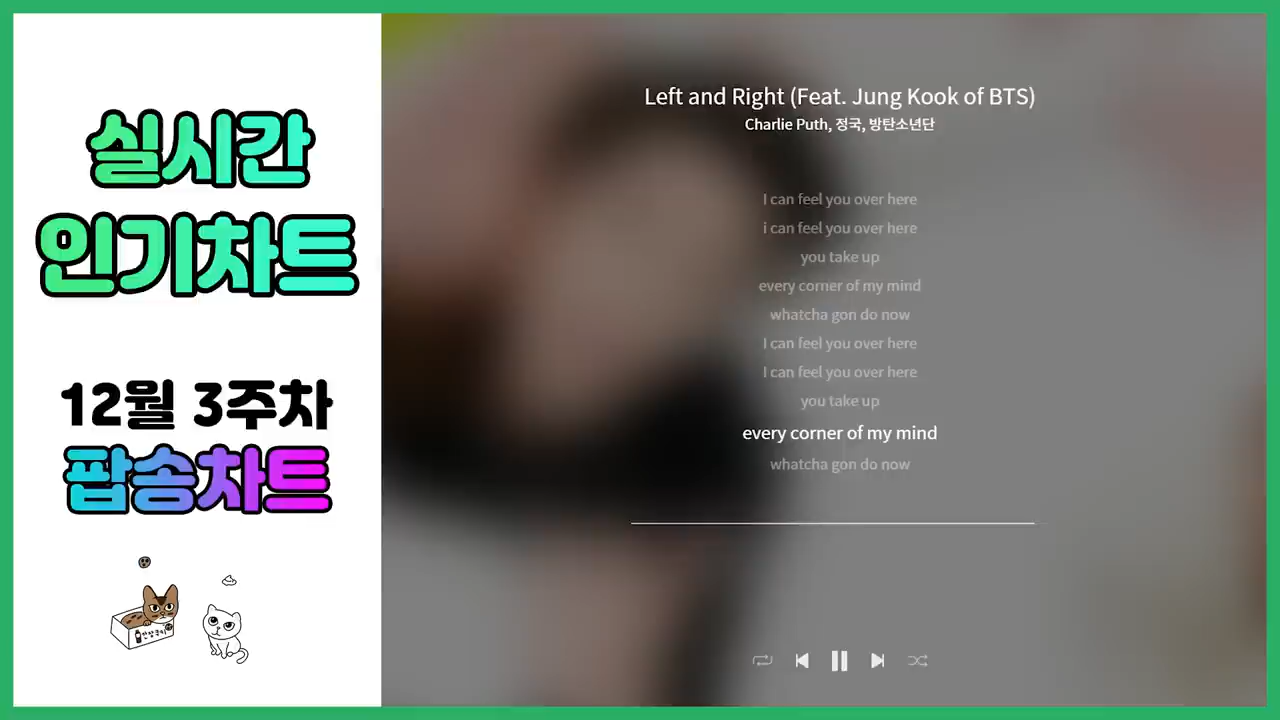 실시간
인기차트
12월 3주차
팝송차트
Left and Right (Feat. Jung Kook of BTS)
Charlie Puth, 정국, 방탄소년단
I can feel you over here
i can feel you over here
you take up
every corner of my mind
whatcha gon do now
I can feel you over here
I can feel you over here
you take up
every corner of my mind
whatcha gon do now